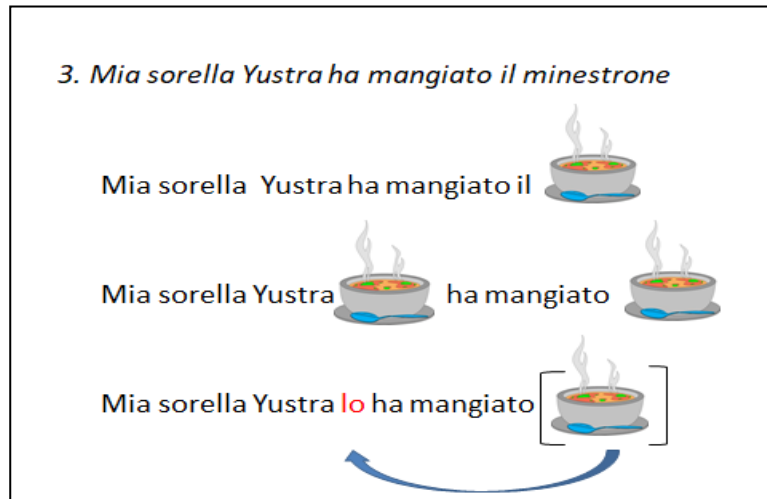 3. Mia sorella Yustra ha mangiato il minestrone
Mia sorella Yustra ha mangiato il
Mia sorella Yustra ha mangiato
Mia sorella Yustra lo ha mangiato